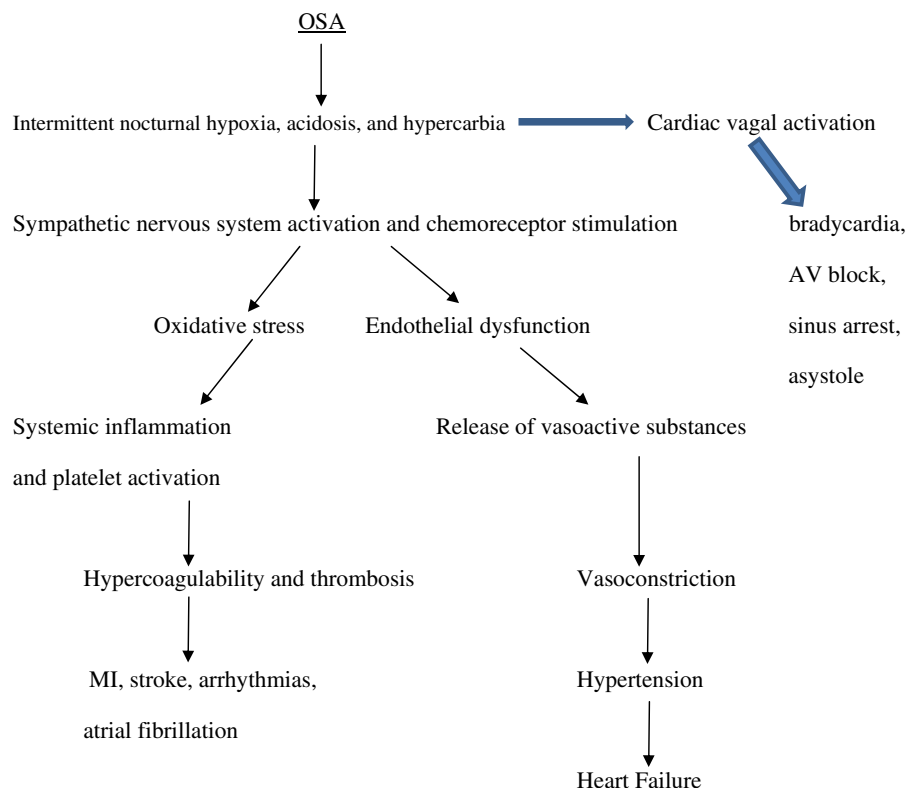 OSA
Intermittent nocturnal hypoxia, acidosis, and hypercarbia
Cardiac vagal activation
Sympathetic nervous system activation and chemoreceptor stimulation
bradycardia,
AV block,
sinus arrest,
asystole
Oxidative stress
Endothelial dysfunction
Systemic inflammation
and platelet activation
Release of vasoactive substances
Hypercoagulability and thrombosis
Vasoconstriction
MI, stroke, arrhythmias,
atrial fibrillation
Hypertension
Heart Failure